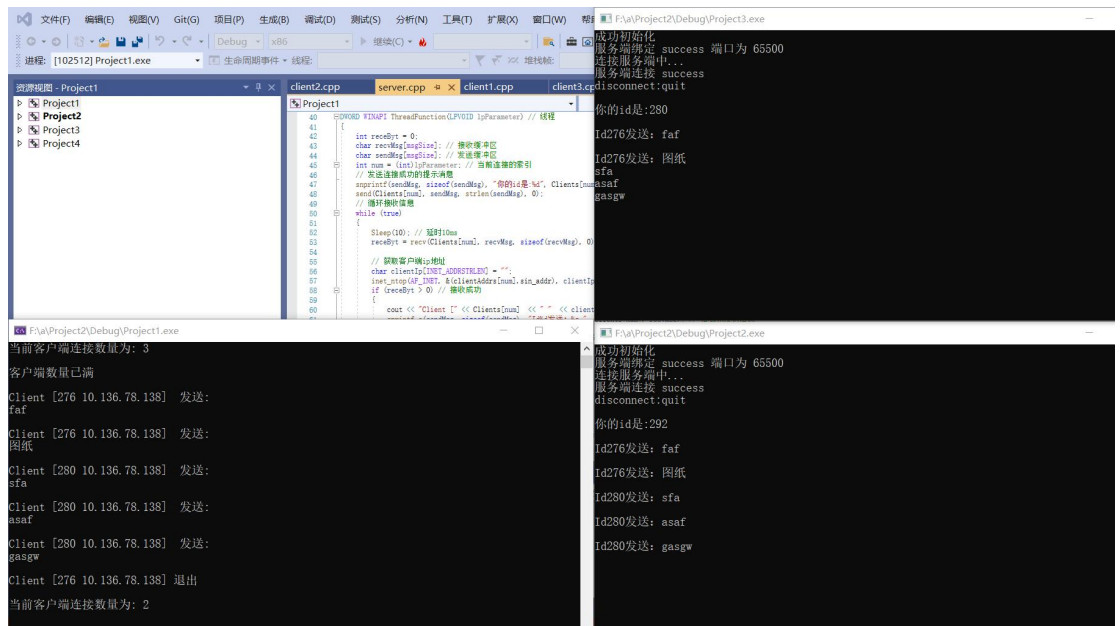 文件(F) 编辑(E) 视图(V) Git(G) 项目(P) 生成(B) 调试(D) 测试(S) 分析(N) 工具(T) 扩展(X) 窗口(W)
Debug x86 继续(C)
进程: [102512] Project1.exe 生命周期事件 线程: 堆栈帧:
资源视图 - Project1
Project1
Project2
Project3
Project4
client2.cpp server.cpp client1.cpp client3.cp
Project1
40 DWORD WINAPI ThreadFunction(LPVOID lpParameter) // 线程
41 {
42 int receByt = 0;
43 char recvMsg[msgSize]; // 接收缓冲区
44 char sendMsg[msgSize]; // 发送缓冲区
45 int num = (int)lpParameter; // 当前连接的索引
46 // 发送连接成功的提示消息
47 snprintf(sendMsg, sizeof(sendMsg), "你的id是:%d", Clients[num
48 send(Clients[num], sendMsg, strlen(sendMsg), 0);
49 // 循环接收信息
50 while (true)
51 {
52 Sleep(10); // 延时10ms
53 receByt = recv(Clients[num], recvMsg, sizeof(recvMsg), 0)
54
55 // 获取客户端ip地址
56 char clientIp[INET_ADDRSTRLEN] = "";
57 inet_ntop(AF_INET, &(clientAddrs[num].sin_addr), clientIp
58 if (receByt > 0) // 接收成功
59 {
60 cout << "Client [" << Clients[num] << " " << client
F:\a\Project2\Debug\Project3.exe
成功初始化
服务端绑定 success 端口为 65500
连接服务端中...
服务端连接 success
disconnect:quit
你的id是:280
Id276发送: faf
Id276发送: 图纸
sfa
asaf
gasgw
F:\a\Project2\Debug\Project1.exe
当前客户端连接数量为: 3
客户端数量已满
Client [276 10.136.78.138] 发送:
faf
Client [276 10.136.78.138] 发送:
图纸
Client [280 10.136.78.138] 发送:
sfa
Client [280 10.136.78.138] 发送:
asaf
Client [280 10.136.78.138] 发送:
gasgw
Client [276 10.136.78.138] 退出
当前客户端连接数量为: 2
F:\a\Project2\Debug\Project2.exe
成功初始化
服务端绑定 success 端口为 65500
连接服务端中...
服务端连接 success
disconnect:quit
你的id是:292
Id276发送: faf
Id276发送: 图纸
Id280发送: sfa
Id280发送: asaf
Id280发送: gasgw